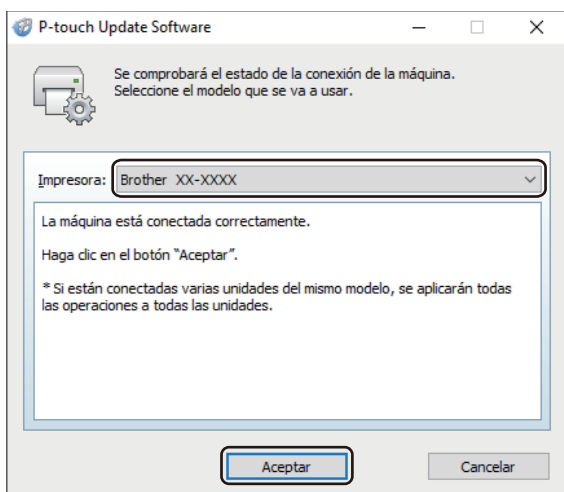 P-touch Update Software
Se comprobará el estado de la conexión de la máquina.
Seleccione el modelo que se va a usar.
Impresora: Brother XX-XXXX
La máquina está conectada correctamente.
Haga clic en el botón "Aceptar".
* Si están conectadas varias unidades del mismo modelo, se aplicarán todas
las operaciones a todas las unidades.
Aceptar Cancelar